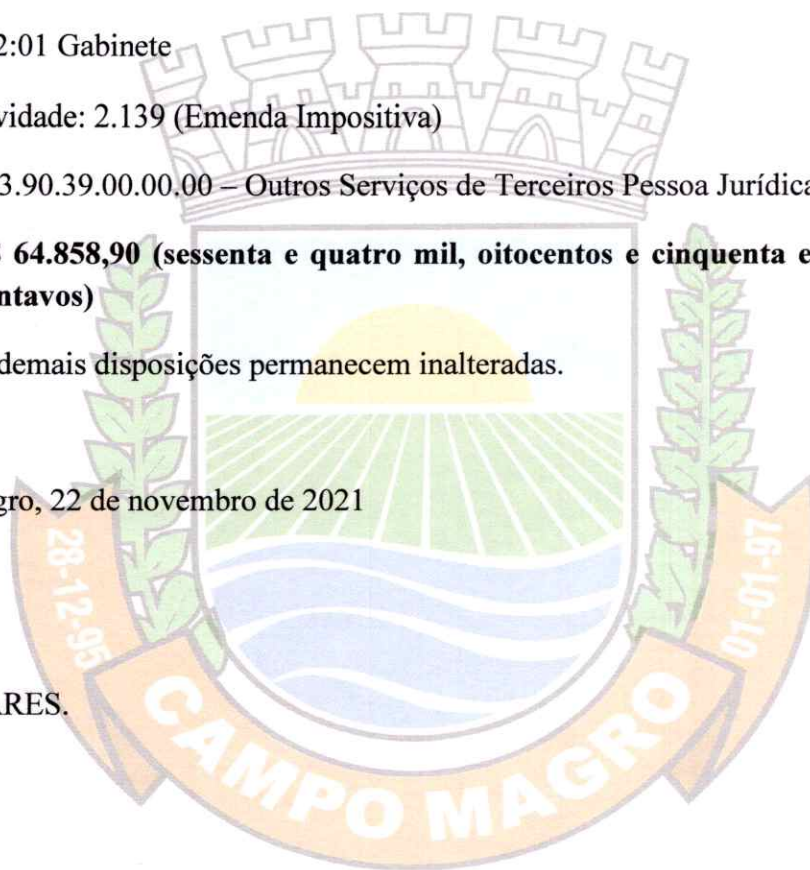 2:01 Gabinete
vidade: 2.139 (Emenda Impositiva)
3.90.39.00.00.00 – Outros Serviços de Terceiros Pessoa Jurídica
64.858,90 (sessenta e quatro mil, oitocentos e cinquenta e
ntavos)
demais disposições permanecem inalteradas.
gro, 22 de novembro de 2021
28-12-95
01-01-97
ARES.
CAMPO MAGRO